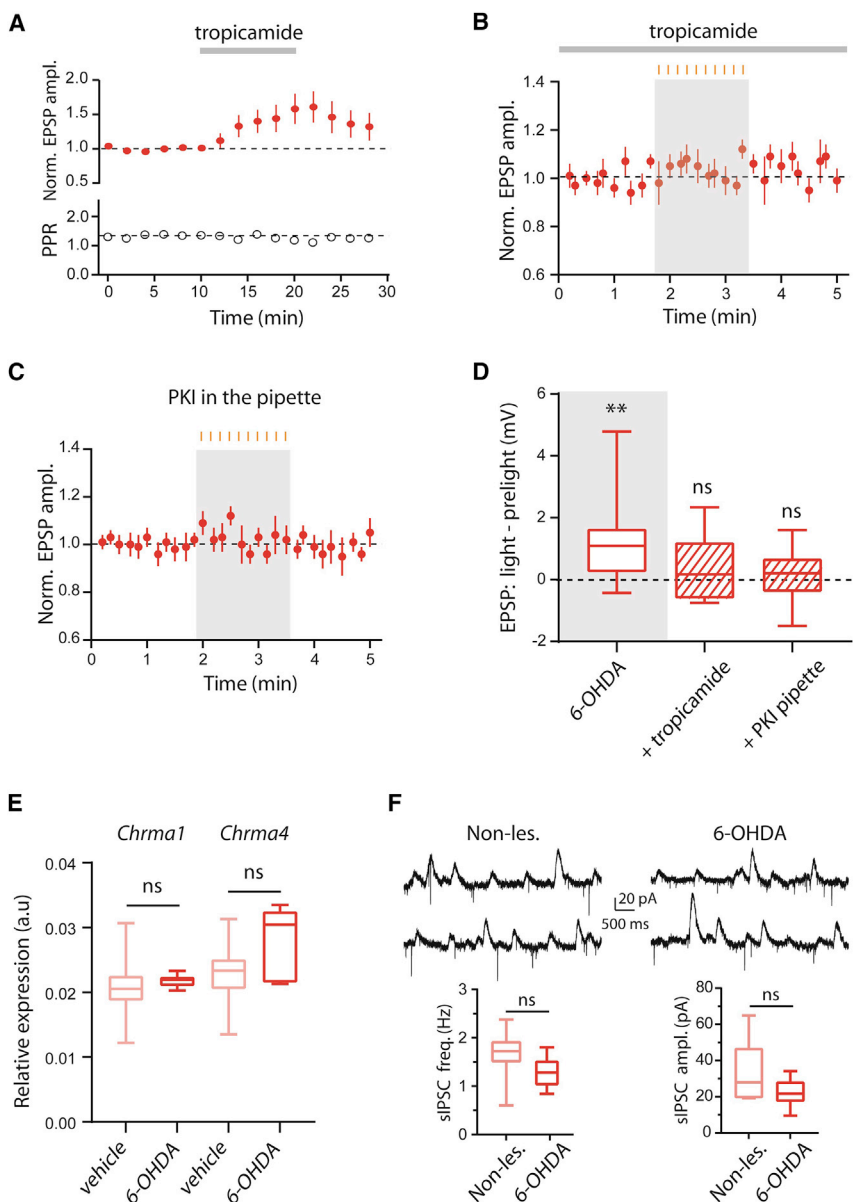 A
tropicamide
Norm. EPSP ampl.
2.0
1.5
1.0
0.5
PPR
2.0
1.0
0.0
0 5 10 15 20 25 30
Time (min)
B
tropicamide
Norm. EPSP ampl.
1.4
1.2
1.0
0.8
0.6
0 1 2 3 4 5
Time (min)
C
PKI in the pipette
Norm. EPSP ampl.
1.4
1.2
1.0
0.8
0.6
0 1 2 3 4 5
Time (min)
D
EPSP: light - prelight (mV)
6
4
2
0
-2
**
ns
ns
6-OHDA
+ tropicamide
+ PKI pipette
E
Chrma1 Chrma4
ns ns
Relative expression (a.u)
0.04
0.03
0.02
0.01
0.00
vehicle
6-OHDA
vehicle
6-OHDA
F
Non-les. 6-OHDA
20 pA
500 ms
sIPSC freq.(Hz)
3
2
1
0
ns
Non-les.
6-OHDA
sIPSC ampl.(pA)
80
60
40
20
0
ns
Non-les.
6-OHDA